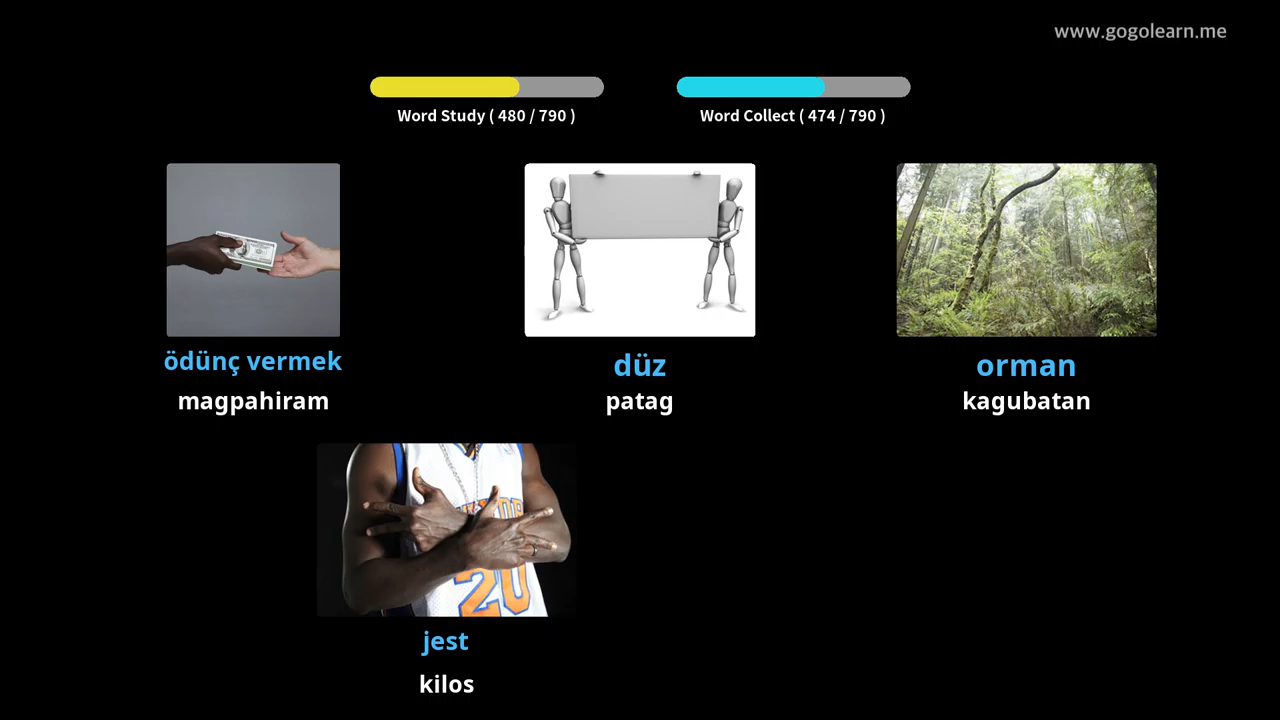 www.gogolearn.me
Word Study ( 480 / 790 )
Word Collect ( 474 / 790 )
ödünç vermek
magpahiram
düz
patag
orman
kagubatan
20
jest
kilos